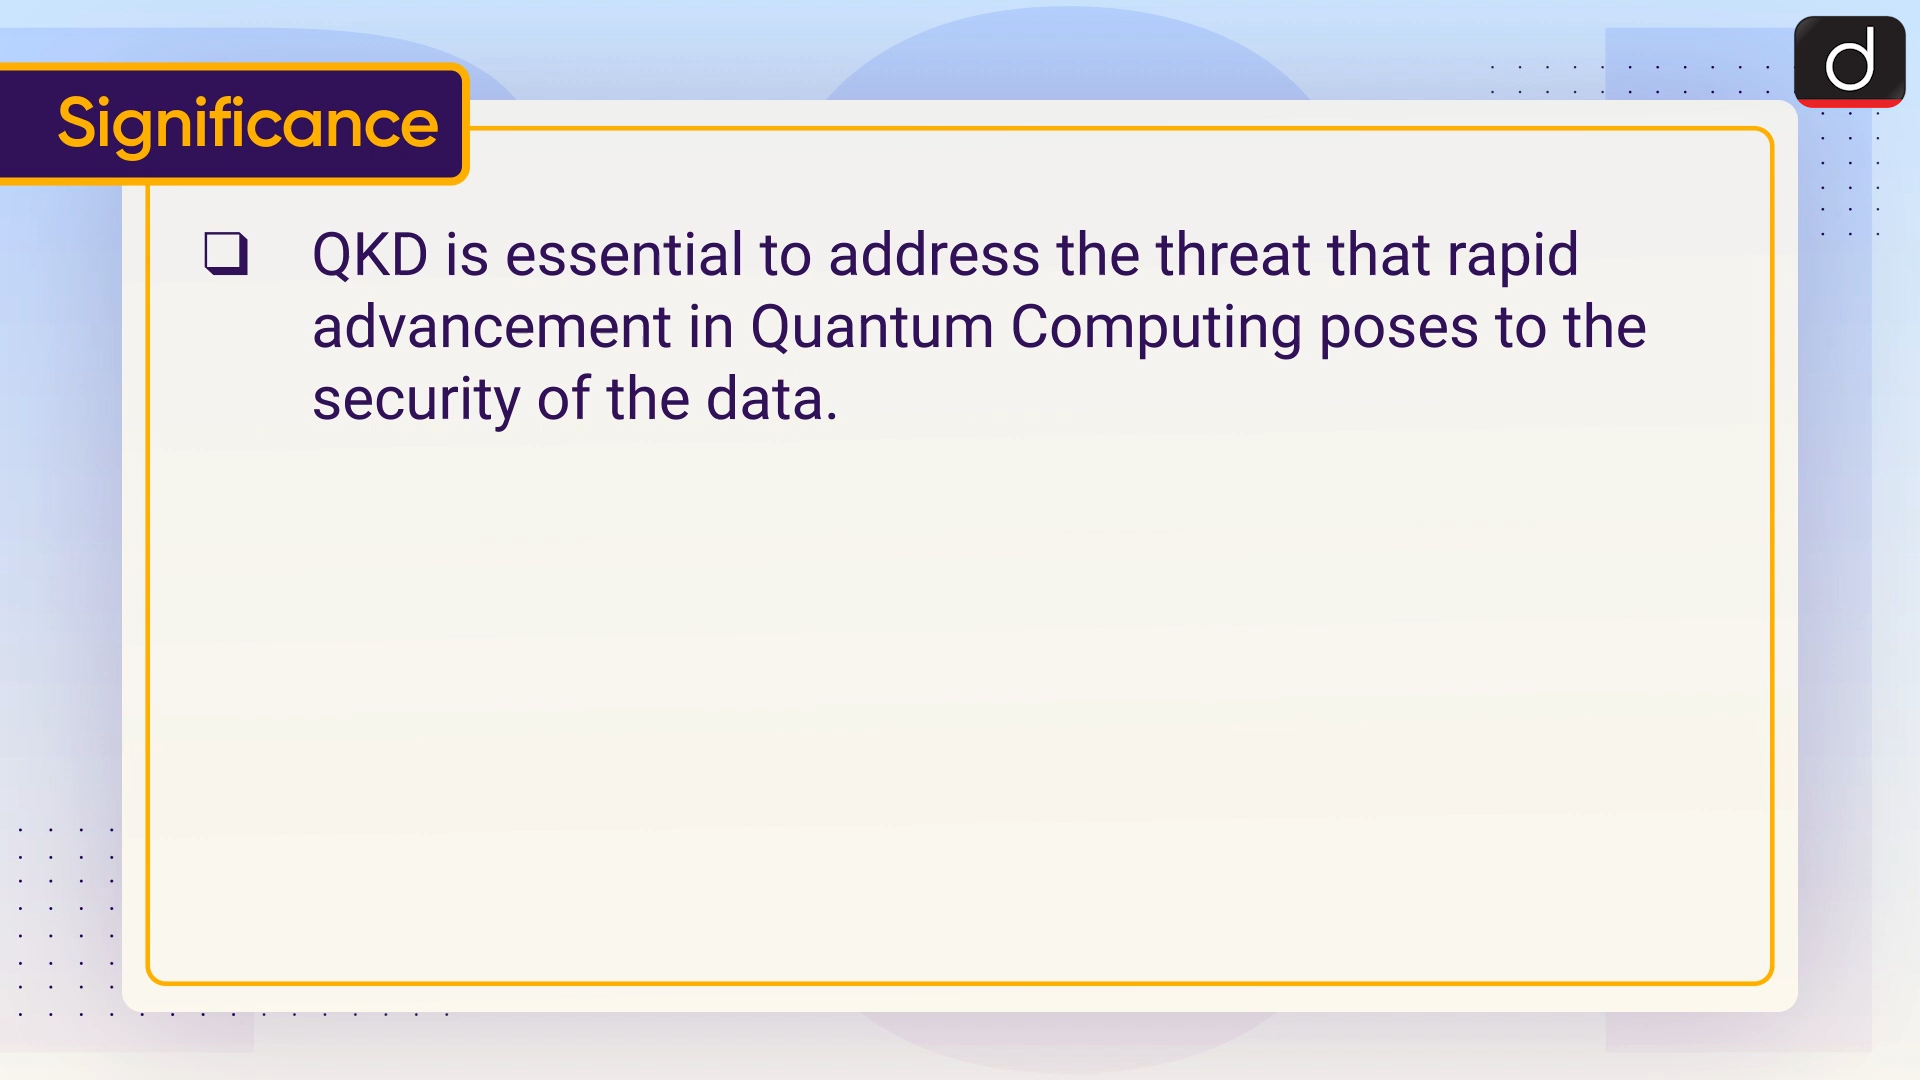 Significance
❑ QKD is essential to address the threat that rapid
advancement in Quantum Computing poses to the
security of the data.
d